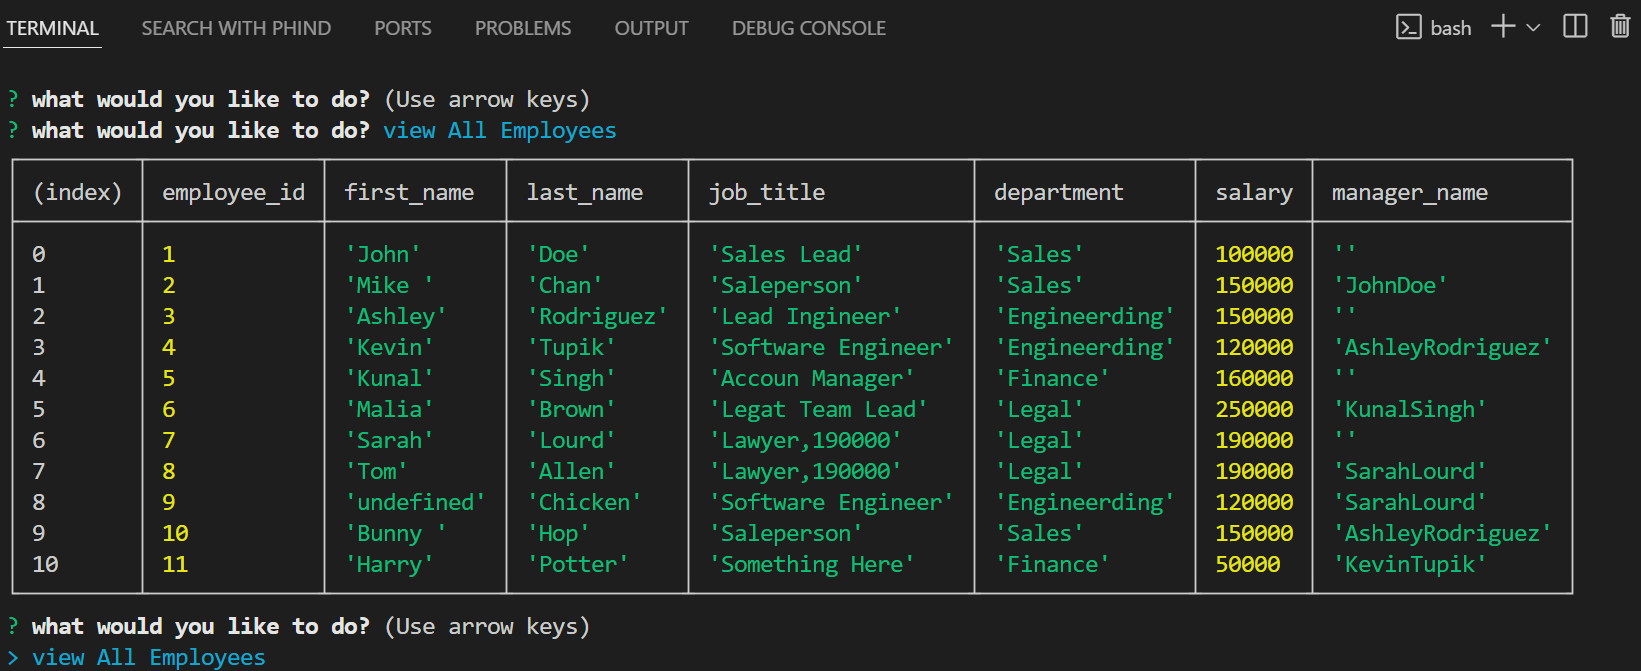 TERMINAL SEARCH WITH PHIND PORTS PROBLEMS OUTPUT DEBUG CONSOLE bash
? what would you like to do? (Use arrow keys)
? what would you like to do? view All Employees
(index) employee_id first_name last_name job_title department salary manager_name
0 1 'John' 'Doe' 'Sales Lead' 'Sales' 100000 ''
1 2 'Mike ' 'Chan' 'Saleperson' 'Sales' 150000 'JohnDoe'
2 3 'Ashley' 'Rodriguez' 'Lead Ingineer' 'Engineerding' 150000 ''
3 4 'Kevin' 'Tupik' 'Software Engineer' 'Engineerding' 120000 'AshleyRodriguez'
4 5 'Kunal' 'Singh' 'Accoun Manager' 'Finance' 160000 ''
5 6 'Malia' 'Brown' 'Legat Team Lead' 'Legal' 250000 'KunalSingh'
6 7 'Sarah' 'Lourd' 'Lawyer,190000' 'Legal' 190000 ''
7 8 'Tom' 'Allen' 'Lawyer,190000' 'Legal' 190000 'SarahLourd'
8 9 'undefined' 'Chicken' 'Software Engineer' 'Engineerding' 120000 'SarahLourd'
9 10 'Bunny ' 'Hop' 'Saleperson' 'Sales' 150000 'AshleyRodriguez'
10 11 'Harry' 'Potter' 'Something Here' 'Finance' 50000 'KevinTupik'
? what would you like to do? (Use arrow keys)
> view All Employees